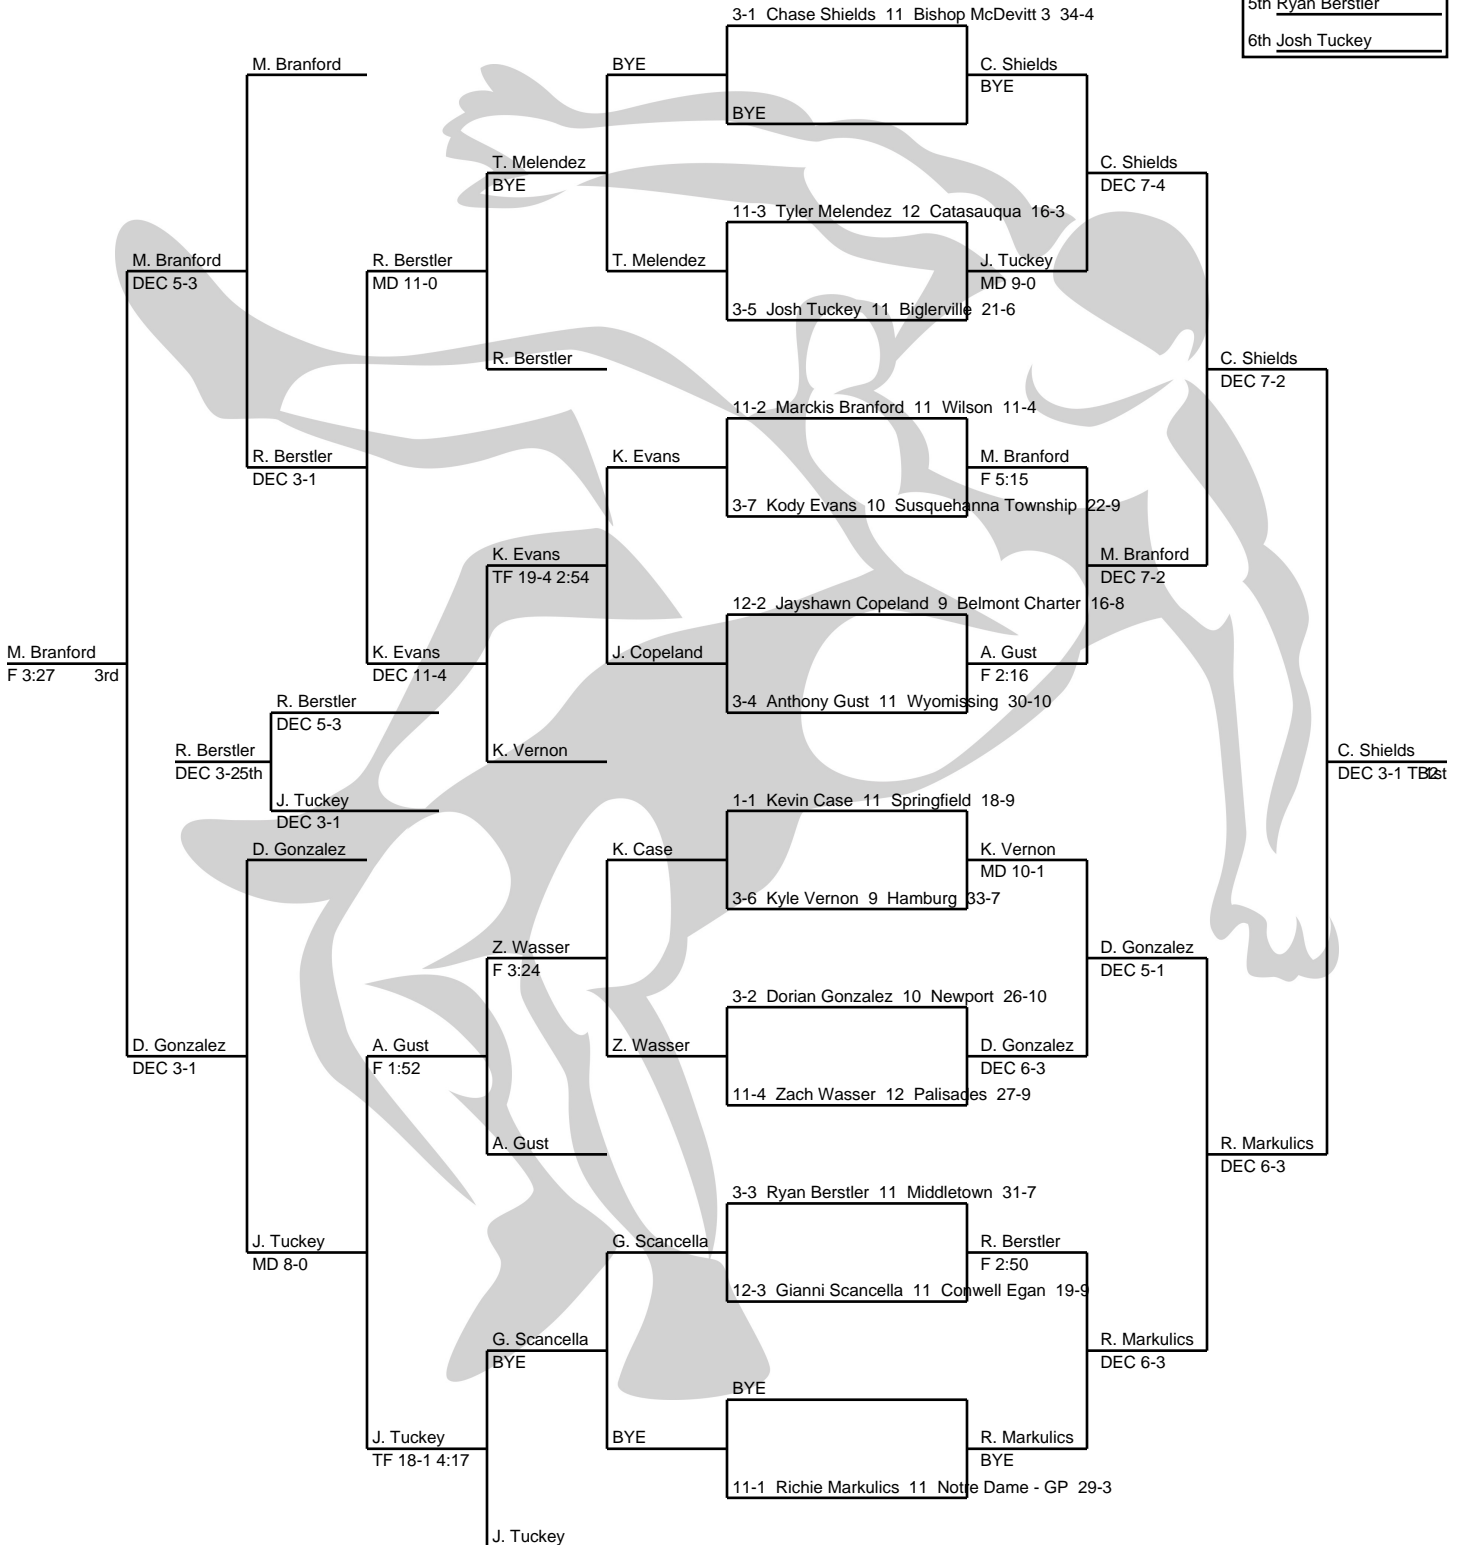 5th Ryan Berstler
6th Josh Tuckey
3-1 Chase Shields 11 Bishop McDevitt 3 34-4
M. Branford
BYE
C. Shields
BYE
BYE
T. Melendez
BYE
C. Shields
DEC 7-4
11-3 Tyler Melendez 12 Catasauqua 16-3
M. Branford
DEC 5-3
R. Berstler
MD 11-0
T. Melendez
J. Tuckey
MD 9-0
3-5 Josh Tuckey 11 Biglerville 21-6
R. Berstler
C. Shields
DEC 7-2
11-2 Marckis Branford 11 Wilson 11-4
R. Berstler
DEC 3-1
K. Evans
M. Branford
F 5:15
3-7 Kody Evans 10 Susquehanna Township 22-9
K. Evans
TF 19-4 2:54
M. Branford
DEC 7-2
12-2 Jayshawn Copeland 9 Belmont Charter 16-8
M. Branford
F 3:27 3rd
K. Evans
DEC 11-4
J. Copeland
A. Gust
F 2:16
3-4 Anthony Gust 11 Wyomissing 30-10
R. Berstler
DEC 5-3
R. Berstler
DEC 3-2 5th
K. Vernon
C. Shields
DEC 3-1 TB2 1st
J. Tuckey
DEC 3-1
1-1 Kevin Case 11 Springfield 18-9
D. Gonzalez
K. Case
K. Vernon
MD 10-1
3-6 Kyle Vernon 9 Hamburg 33-7
Z. Wasser
F 3:24
D. Gonzalez
DEC 5-1
3-2 Dorian Gonzalez 10 Newport 26-10
D. Gonzalez
DEC 3-1
A. Gust
F 1:52
Z. Wasser
D. Gonzalez
DEC 6-3
11-4 Zach Wasser 12 Palisades 27-9
A. Gust
R. Markulics
DEC 6-3
3-3 Ryan Berstler 11 Middletown 31-7
J. Tuckey
MD 8-0
G. Scancella
R. Berstler
F 2:50
12-3 Gianni Scancella 11 Conwell Egan 19-9
G. Scancella
BYE
R. Markulics
DEC 6-3
BYE
J. Tuckey
TF 18-1 4:17
BYE
R. Markulics
BYE
11-1 Richie Markulics 11 Notre Dame - GP 29-3
J. Tuckey